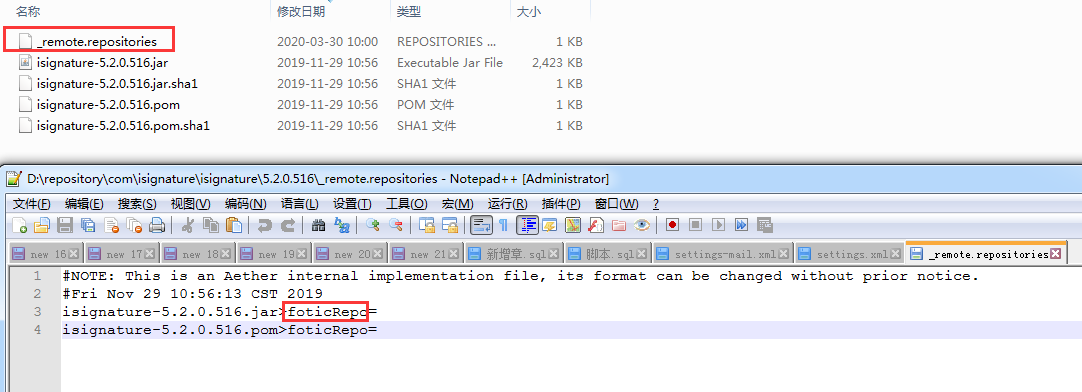 名称 修改日期 类型 大小
_remote.repositories 2020-03-30 10:00 REPOSITORIES ... 1 KB
isignature-5.2.0.516.jar 2019-11-29 10:56 Executable Jar File 2,423 KB
isignature-5.2.0.516.jar.sha1 2019-11-29 10:56 SHA1 文件 1 KB
isignature-5.2.0.516.pom 2019-11-29 10:56 POM 文件 1 KB
isignature-5.2.0.516.pom.sha1 2019-11-29 10:56 SHA1 文件 1 KB
D:\repository\com\isignature\isignature\5.2.0.516\_remote.repositories - Notepad++ [Administrator]
文件(F) 编辑(E) 搜索(S) 视图(V) 编码(N) 语言(L) 设置(T) 工具(O) 宏(M) 运行(R) 插件(P) 窗口(W) ?
new 16 new 17 new 18 new 19 new 20 new 21 新增章.sql 脚本.sql settings-mail.xml settings.xml _remote.repositories
1 #NOTE: This is an Aether internal implementation file, its format can be changed without prior notice.
2 #Fri Nov 29 10:56:13 CST 2019
3 isignature-5.2.0.516.jar>foticRepo=
4 isignature-5.2.0.516.pom>foticRepo=